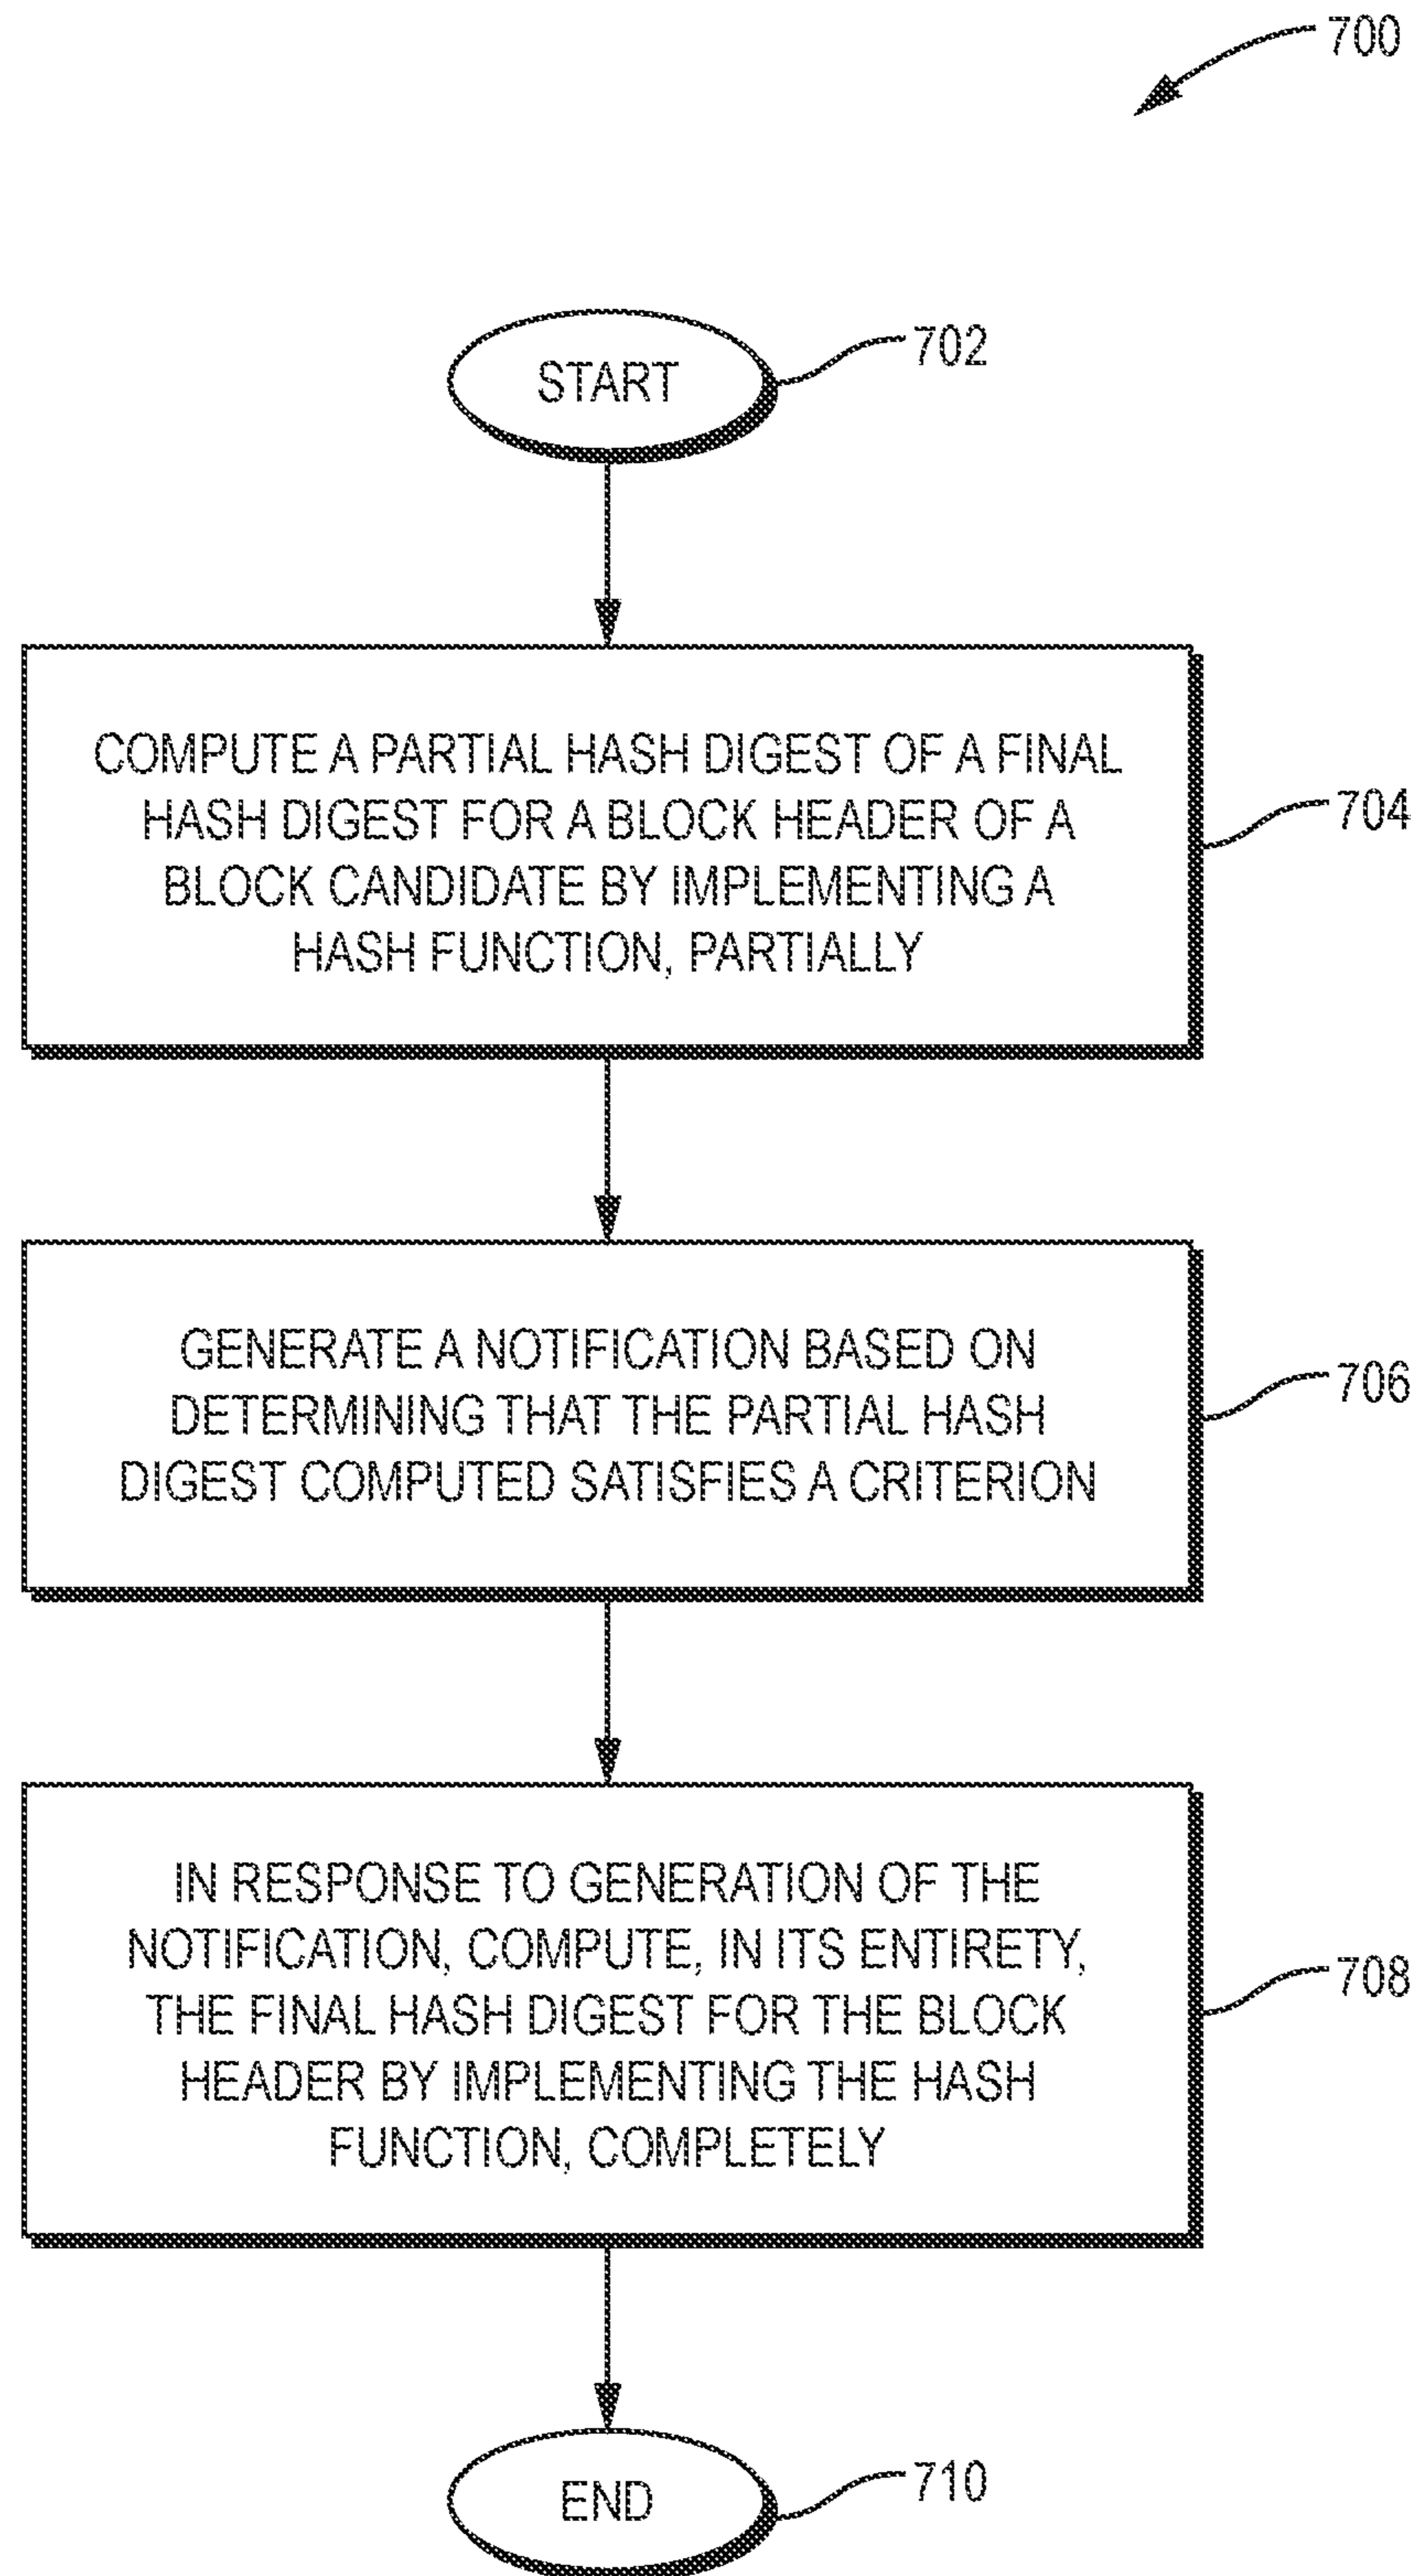 700
START
702
COMPUTE A PARTIAL HASH DIGEST OF A FINAL
HASH DIGEST FOR A BLOCK HEADER OF A
BLOCK CANDIDATE BY IMPLEMENTING A
HASH FUNCTION, PARTIALLY
704
GENERATE A NOTIFICATION BASED ON
DETERMINING THAT THE PARTIAL HASH
DIGEST COMPUTED SATISFIES A CRITERION
706
IN RESPONSE TO GENERATION OF THE
NOTIFICATION, COMPUTE, IN ITS ENTIRETY,
THE FINAL HASH DIGEST FOR THE BLOCK
HEADER BY IMPLEMENTING THE HASH
FUNCTION, COMPLETELY
708
END
710